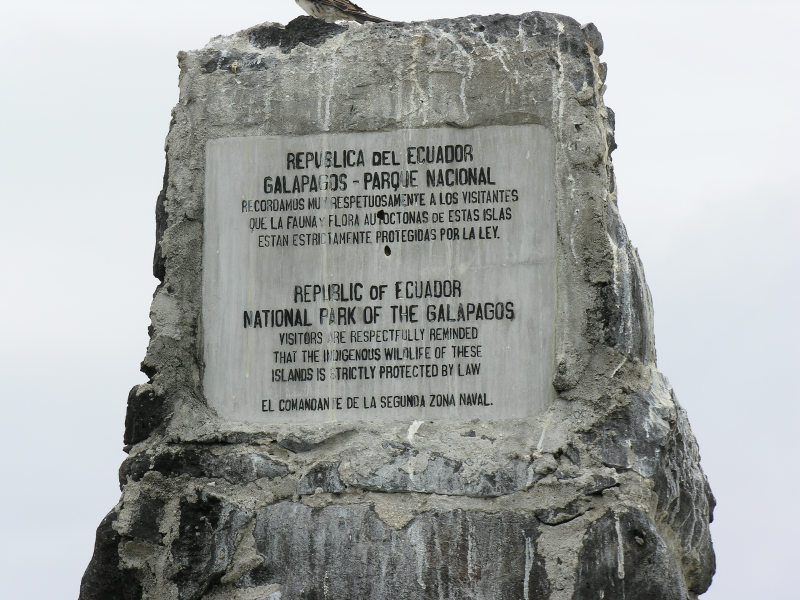 REPUBLICA DEL ECUADOR
GALAPAGOS - PARQUE NACIONAL
RECORDAMOS MUY RESPETUOSAMENTE A LOS VISITANTES
QUE LA FAUNA Y FLORA AUTOCTONAS DE ESTAS ISLAS
ESTAN ESTRICTAMENTE PROTEGIDAS POR LA LEY.
REPUBLIC OF ECUADOR
NATIONAL PARK OF THE GALAPAGOS
VISITORS ARE RESPECTFULLY REMINDED
THAT THE INDIGENOUS WILDLIFE OF THESE
ISLANDS IS STRICTLY PROTECTED BY LAW
EL COMANDANTE DE LA SEGUNDA ZONA NAVAL.